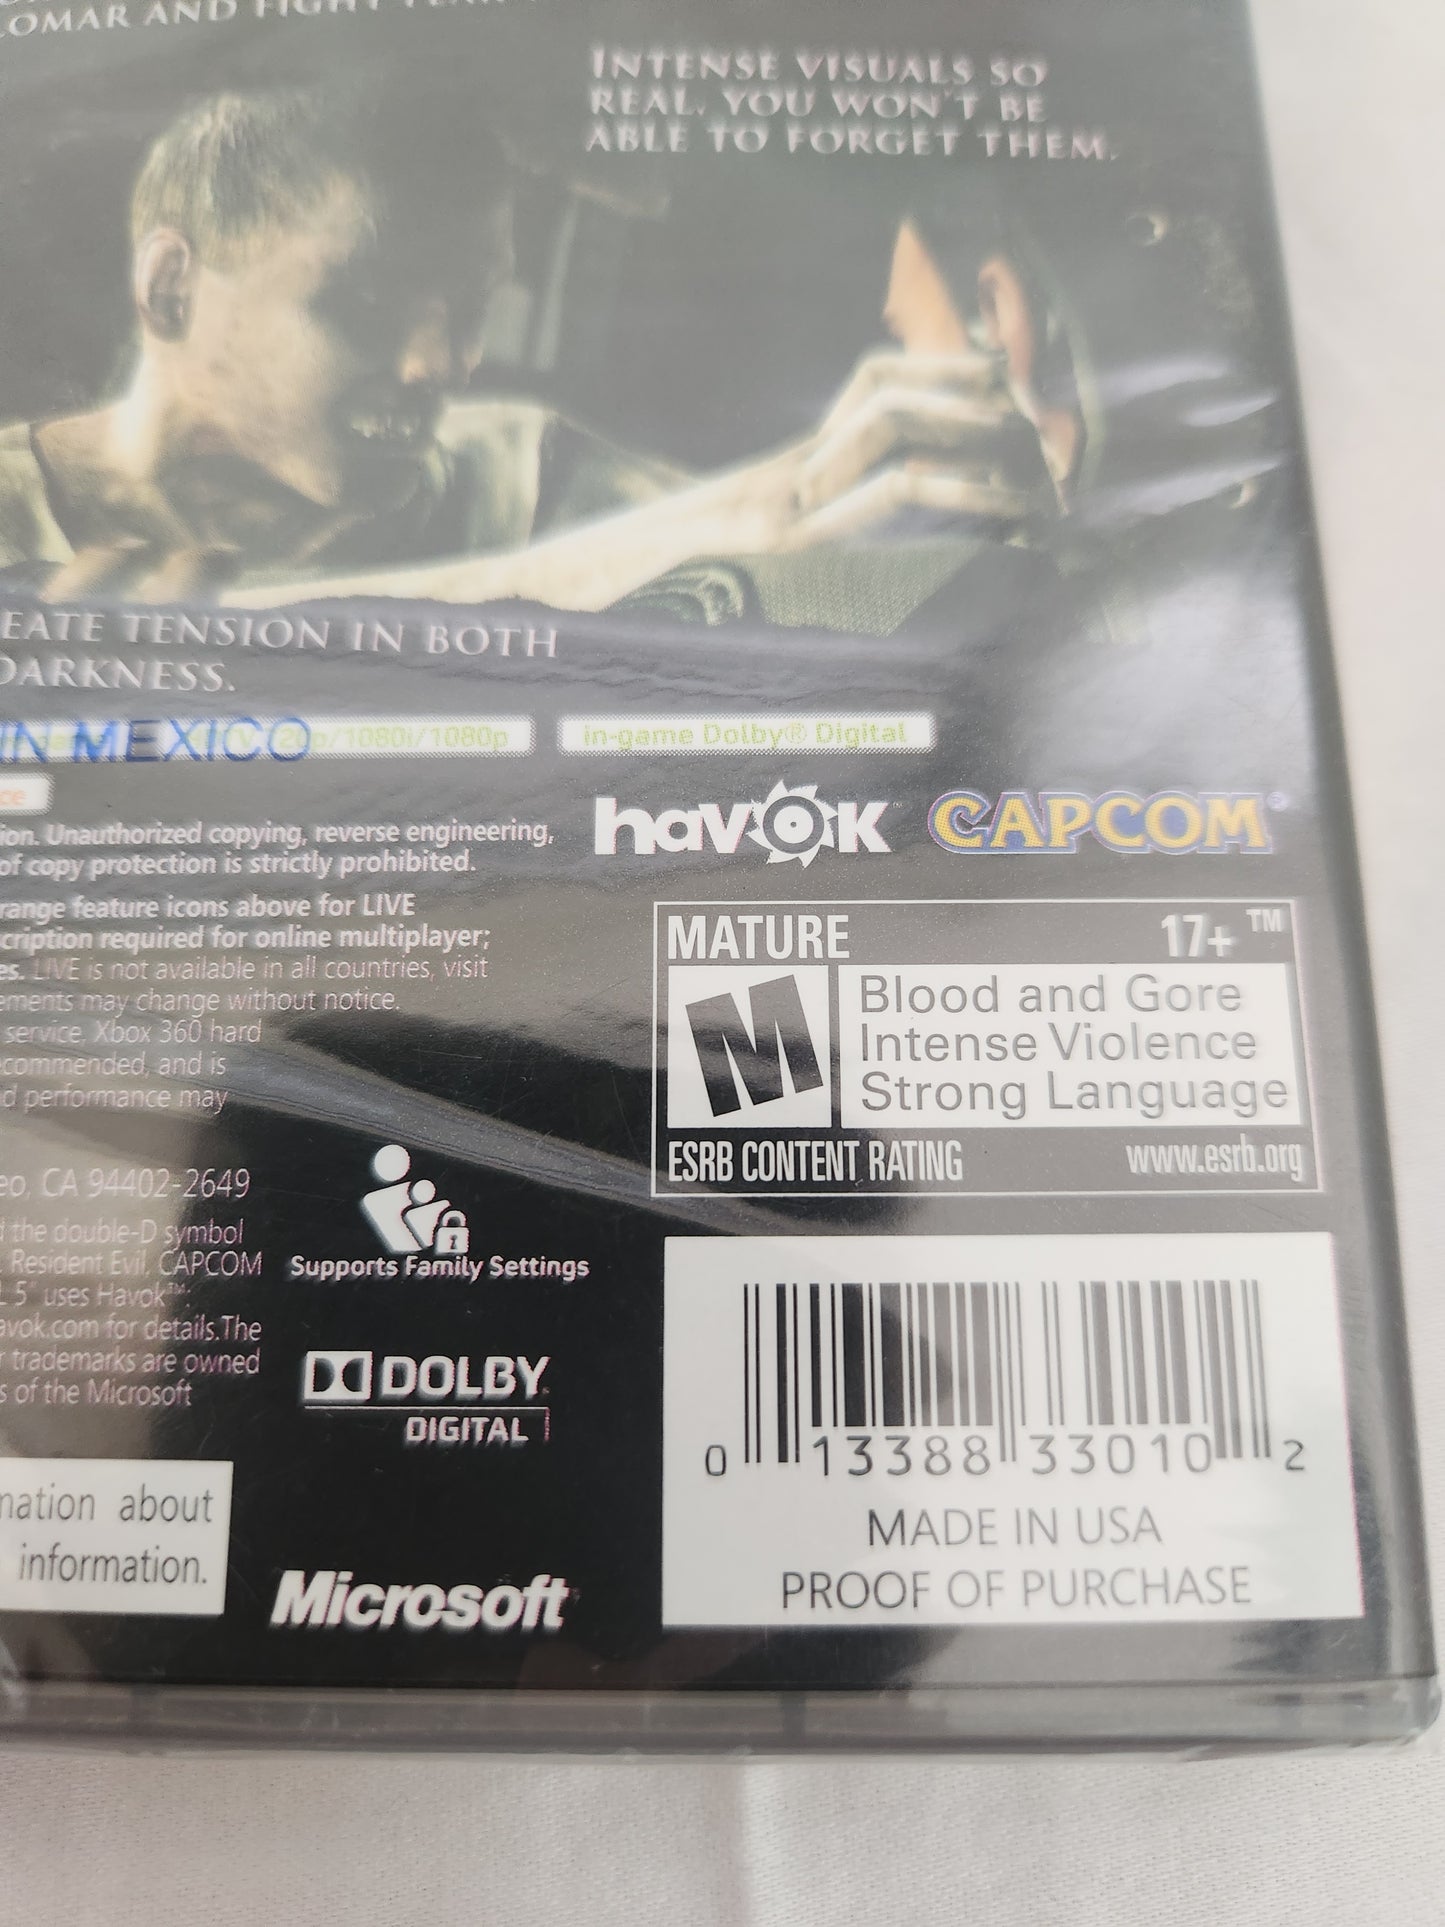 OMAR AND FIGHT
INTENSE VISUALS SO
REAL, YOU WON'T BE
ABLE TO FORGET THEM.
EATE TENSION IN BOTH
DARKNESS.
IN MEXICO
20p/1080i/1080p
in-game Dolby® Digital
ce
ion. Unauthorized copying, reverse engineering,
of copy protection is strictly prohibited.
havok
CAPCOM®
range feature icons above for LIVE
cription required for online multiplayer;
es. LIVE is not available in all countries, visit
ements may change without notice.
service, Xbox 360 hard
commended, and is
d performance may
MATURE 17+ ™
M
Blood and Gore
Intense Violence
Strong Language
ESRB CONTENT RATING www.esrb.org
eo, CA 94402-2649
the double-D symbol
Resident Evil, CAPCOM
5" uses Havok™;
avok.com for details.The
r trademarks are owned
s of the Microsoft
Supports Family Settings
DOLBY
DIGITAL
mation about
information.
Microsoft
0 13388 33010 2
MADE IN USA
PROOF OF PURCHASE